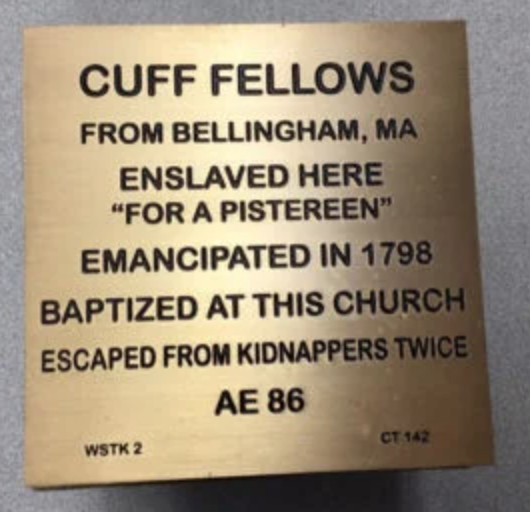 CUFF FELLOWS
FROM BELLINGHAM, MA
ENSLAVED HERE
“FOR A PISTEREEN”
EMANCIPATED IN 1798
BAPTIZED AT THIS CHURCH
ESCAPED FROM KIDNAPPERS TWICE
AE 86
WSTK 2 CT 142